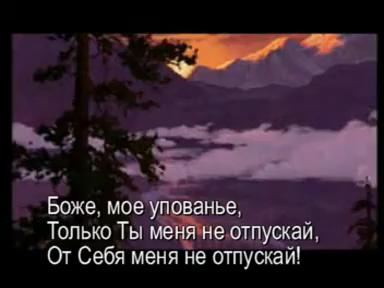 Боже, мое упованье,
Только Ты меня не отпускай,
От Себя меня не отпускай!